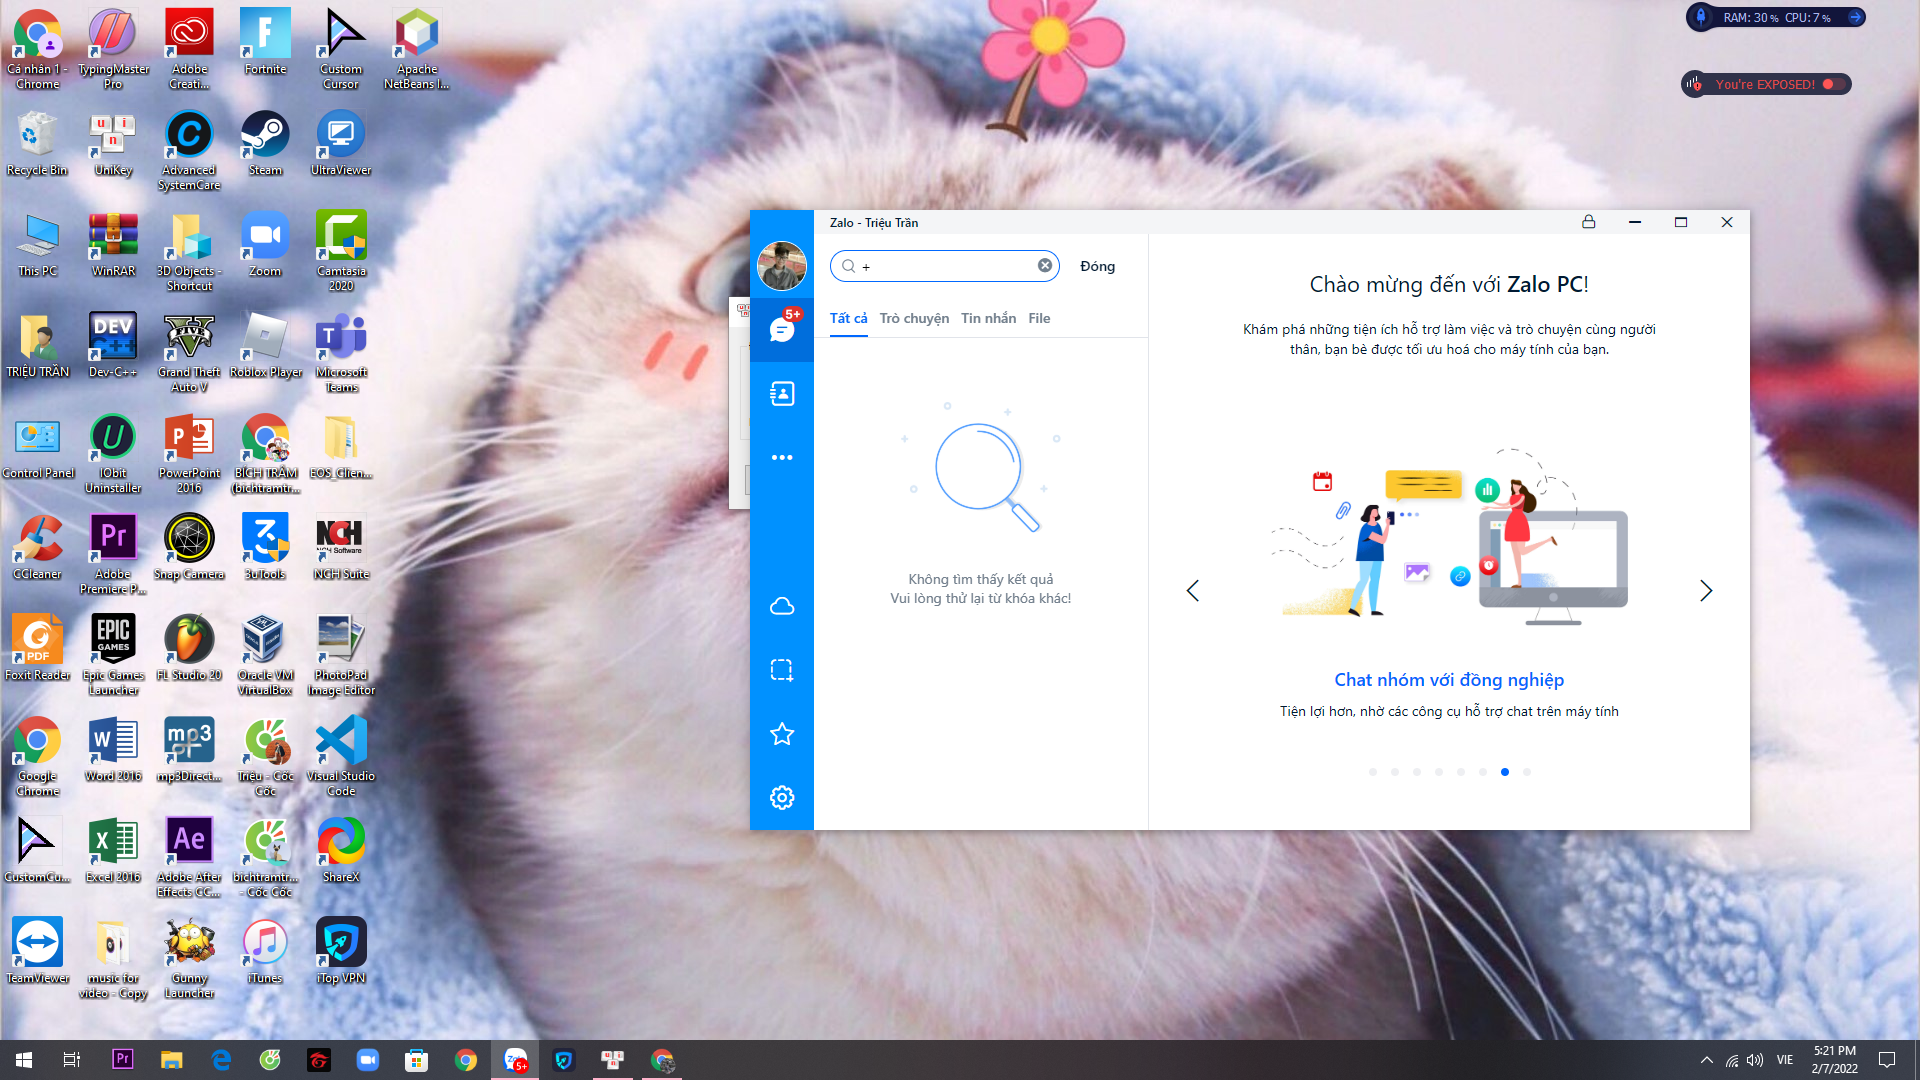 Cá nhân 1 -
Chrome
TypingMaster
Pro
Adobe
Creati...
Fortnite
Custom
Cursor
Apache
NetBeans I...
Recycle Bin
UniKey
Advanced
SystemCare
Steam
UltraViewer
This PC
WinRAR
3D Objects -
Shortcut
Zoom
Camtasia
2020
TRIỆU TRẦN
Dev-C++
Grand Theft
Auto V
Roblox Player
Microsoft
Teams
Control Panel
IObit
Uninstaller
PowerPoint
2016
BÍCH TRÂM
(bichtramtr...
EOS_Clien...
CCleaner
Adobe
Premiere P...
Snap Camera
3uTools
NCH Suite
Foxit Reader
Epic Games
Launcher
FL Studio 20
Oracle VM
VirtualBox
PhotoPad
Image Editor
Google
Chrome
Word 2016
mp3Direct...
Triệu - Cốc
Cốc
Visual Studio
Code
CustomCu...
Excel 2016
Adobe After
Effects CC...
bichtramtr...
- Cốc Cốc
ShareX
TeamViewer
music for
video - Copy
Gunny
Launcher
iTunes
iTop VPN
RAM: 30 % CPU: 7 %
You're EXPOSED!
Zalo - Triệu Trần
+
Đóng
5+
Tất cả Trò chuyện Tin nhắn File
Không tìm thấy kết quả
Vui lòng thử lại từ khóa khác!
Chào mừng đến với Zalo PC!
Khám phá những tiện ích hỗ trợ làm việc và trò chuyện cùng người
thân, bạn bè được tối ưu hoá cho máy tính của bạn.
Chat nhóm với đồng nghiệp
Tiện lợi hơn, nhờ các công cụ hỗ trợ chat trên máy tính
VIE
5:21 PM
2/7/2022